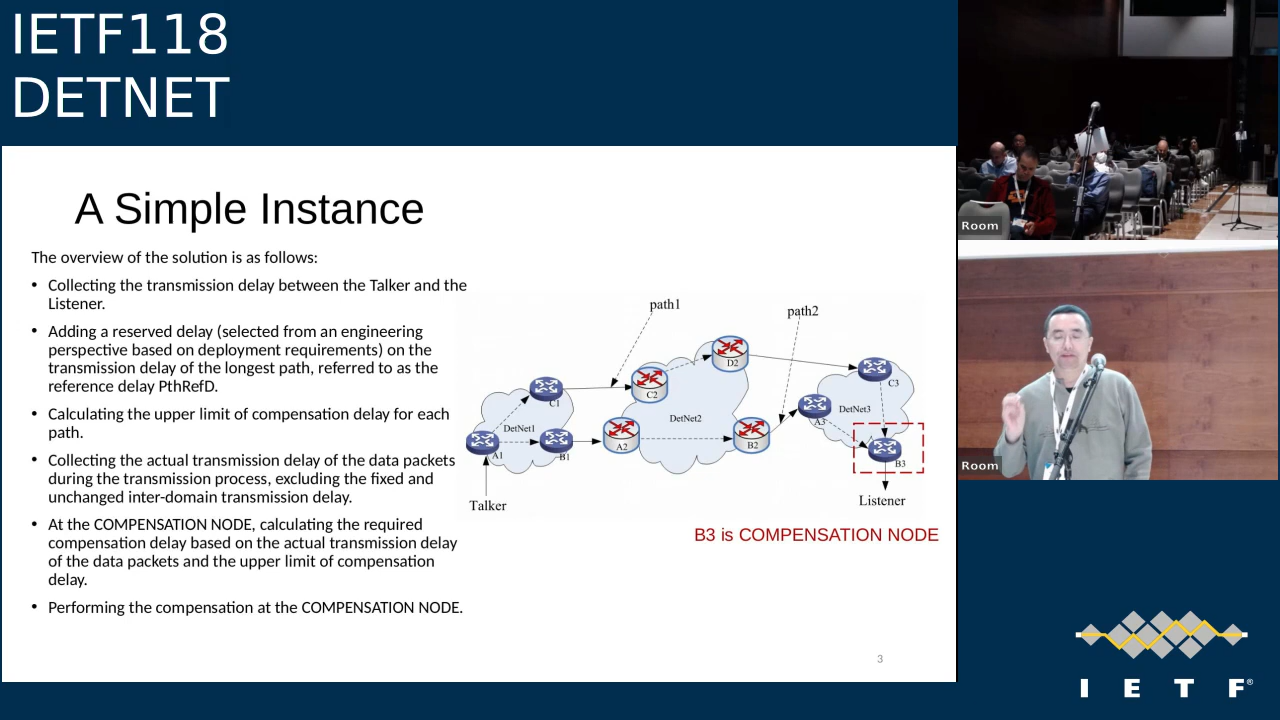 IETF118
DETNET
A Simple Instance
The overview of the solution is as follows:
• Collecting the transmission delay between the Talker and the
Listener.
• Adding a reserved delay (selected from an engineering
perspective based on deployment requirements) on the
transmission delay of the longest path, referred to as the
reference delay PthRefD.
• Calculating the upper limit of compensation delay for each
path.
• Collecting the actual transmission delay of the data packets
during the transmission process, excluding the fixed and
unchanged inter-domain transmission delay.
• At the COMPENSATION NODE, calculating the required
compensation delay based on the actual transmission delay
of the data packets and the upper limit of compensation
delay.
• Performing the compensation at the COMPENSATION NODE.
path1
path2
D2
C3
C2
C1
DetNet2
DetNet3
A3
DetNet1
A1
B1
A2
B2
B3
Talker
Listener
B3 is COMPENSATION NODE
3
Room
Room
I E T F®